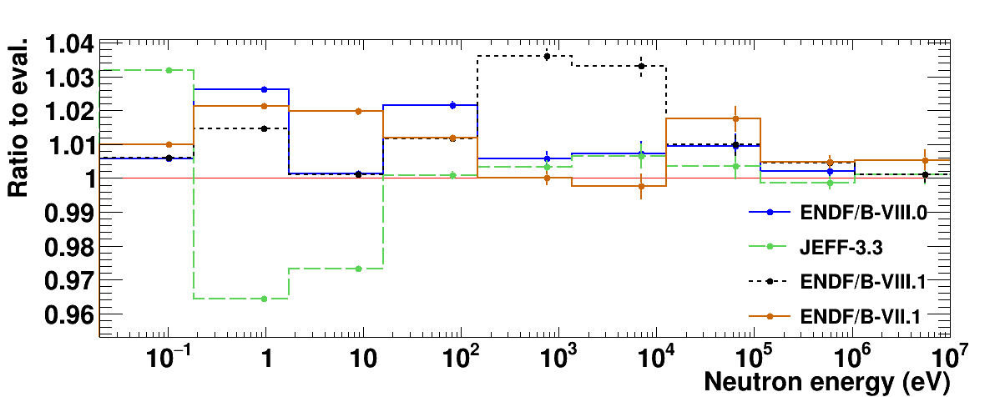 Ratio to eval.
1.04
1.03
1.02
1.01
1
0.99
0.98
0.97
0.96
ENDF/B-VIII.0
JEFF-3.3
ENDF/B-VIII.1
ENDF/B-VII.1
10⁻¹ 1 10 10² 10³ 10⁴ 10⁵ 10⁶ 10⁷
Neutron energy (eV)